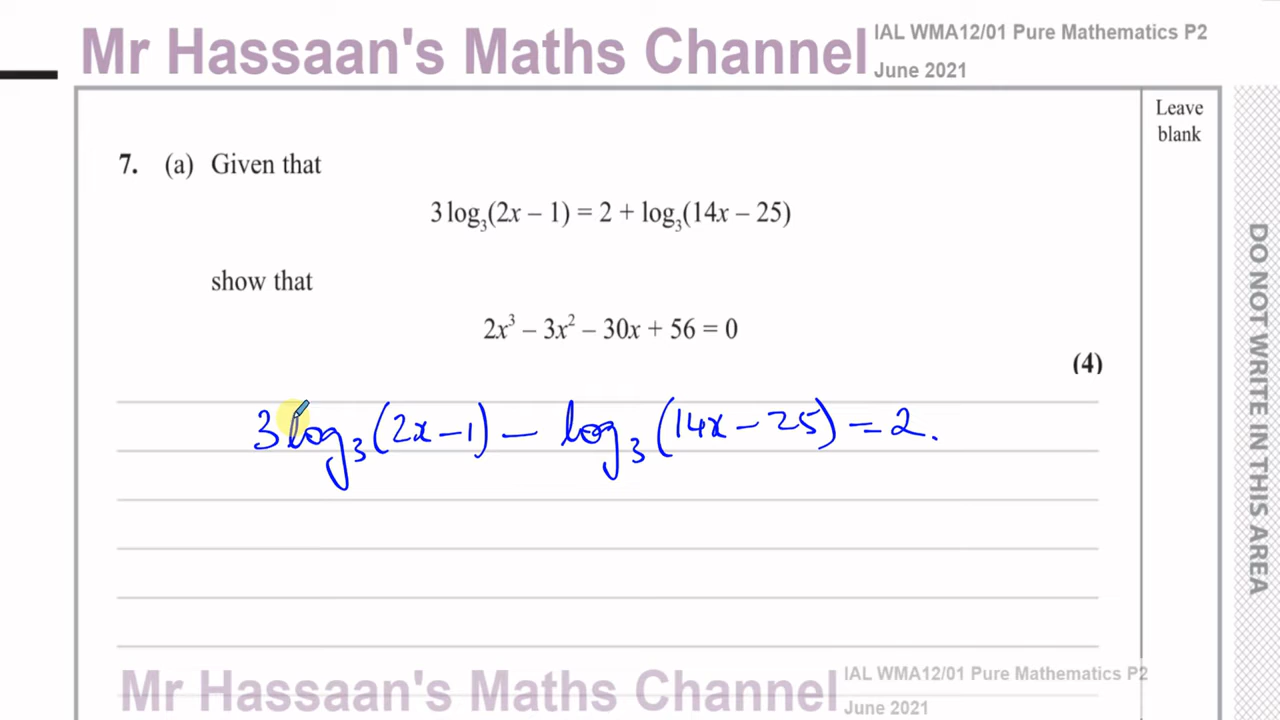 Mr Hassaan's Maths Channel
IAL WMA12/01 Pure Mathematics P2
June 2021
Leave
blank
7. (a) Given that
3 log₃(2x – 1) = 2 + log₃(14x – 25)
show that
2x³ – 3x² – 30x + 56 = 0
(4)
3log₃(2x–1) – log₃(14x–25) = 2.
DO NOT WRITE IN THIS AREA
Mr Hassaan's Maths Channel
IAL WMA12/01 Pure Mathematics P2
June 2021